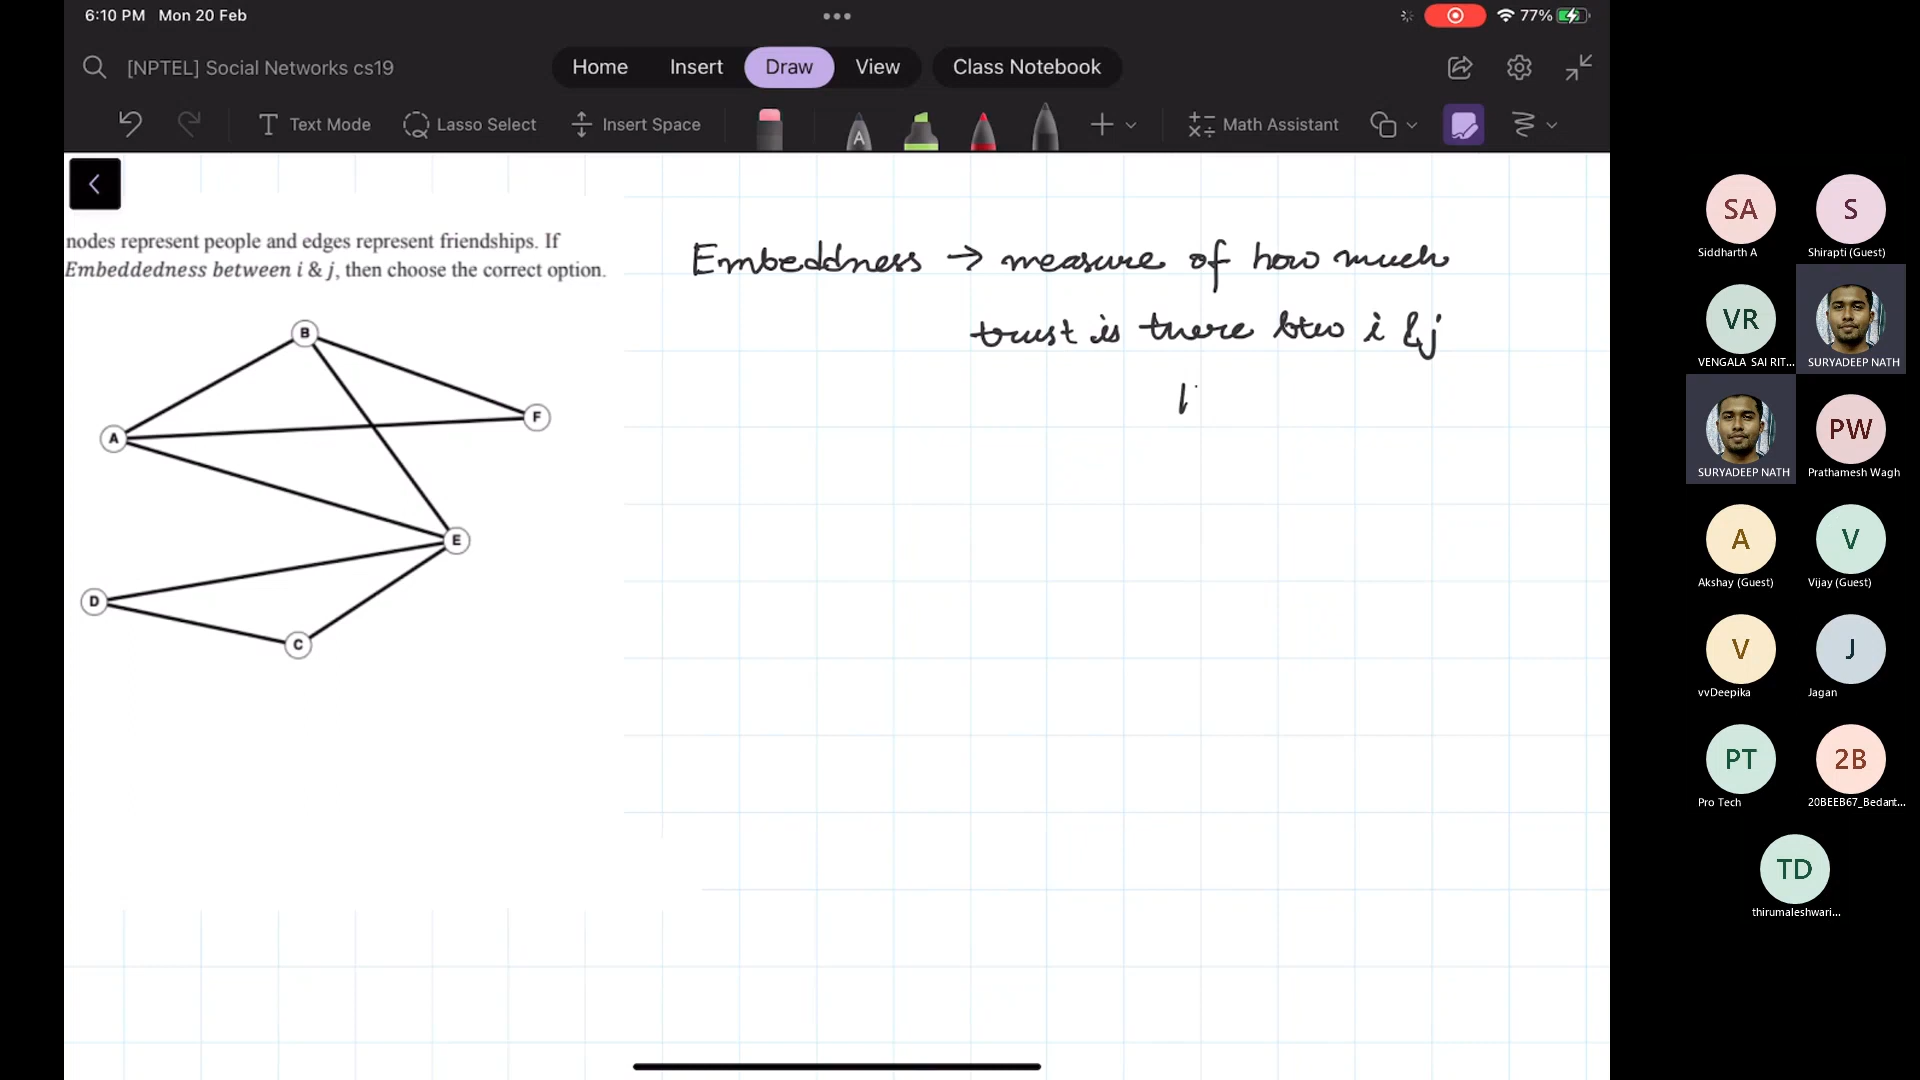 6:10 PM Mon 20 Feb
77%
[NPTEL] Social Networks cs19
Home Insert Draw View Class Notebook
Text Mode Lasso Select Insert Space A Math Assistant
nodes represent people and edges represent friendships. If
Embeddedness between i & j, then choose the correct option.
B
F
A
E
D
C
Embeddness → measure of how much
trust is there btw i & j
SA
Siddharth A
S
Shirapti (Guest)
VR
VENGALA SAI RIT...
SURYADEEP NATH
SURYADEEP NATH
PW
Prathamesh Wagh
A
Akshay (Guest)
V
Vijay (Guest)
V
vvDeepika
J
Jagan
PT
Pro Tech
2B
20BEEB67_Bedant...
TD
thirumaleshwari...